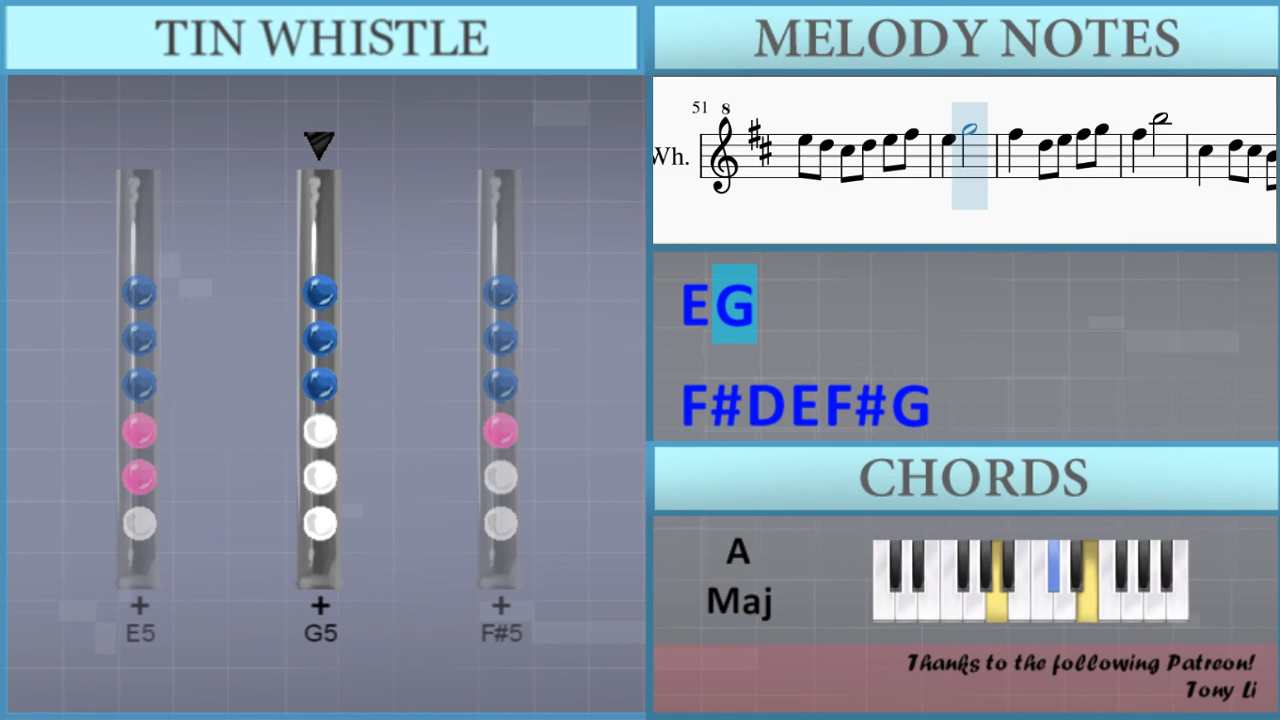 TIN WHISTLE
+
E5
+
G5
+
F#5
MELODY NOTES
51
8
Wh.
EG
F#DEF#G
CHORDS
A
Maj
Thanks to the following Patreon!
Tony Li